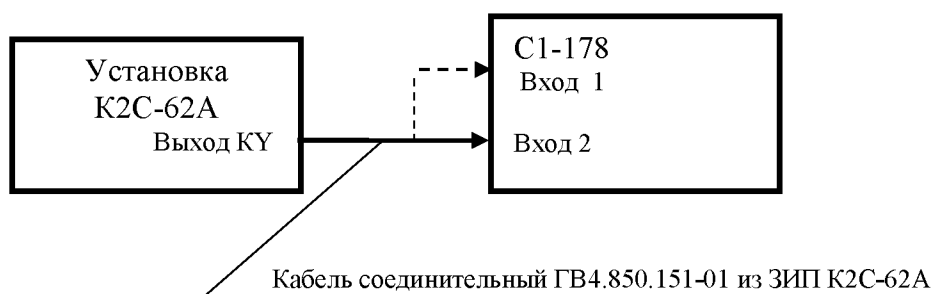 Установка
К2С-62А
Выход KY
С1-178
Вход 1
Вход 2
Кабель соединительный ГВ4.850.151-01 из ЗИП К2С-62А